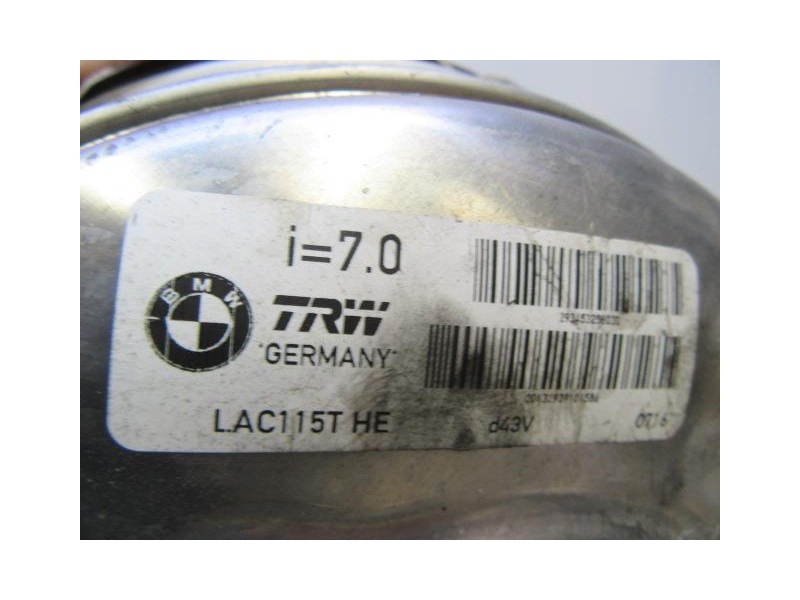 i=7.0
BMW
TRW
"GERMANY"
LAC115T HE
d43V 0716